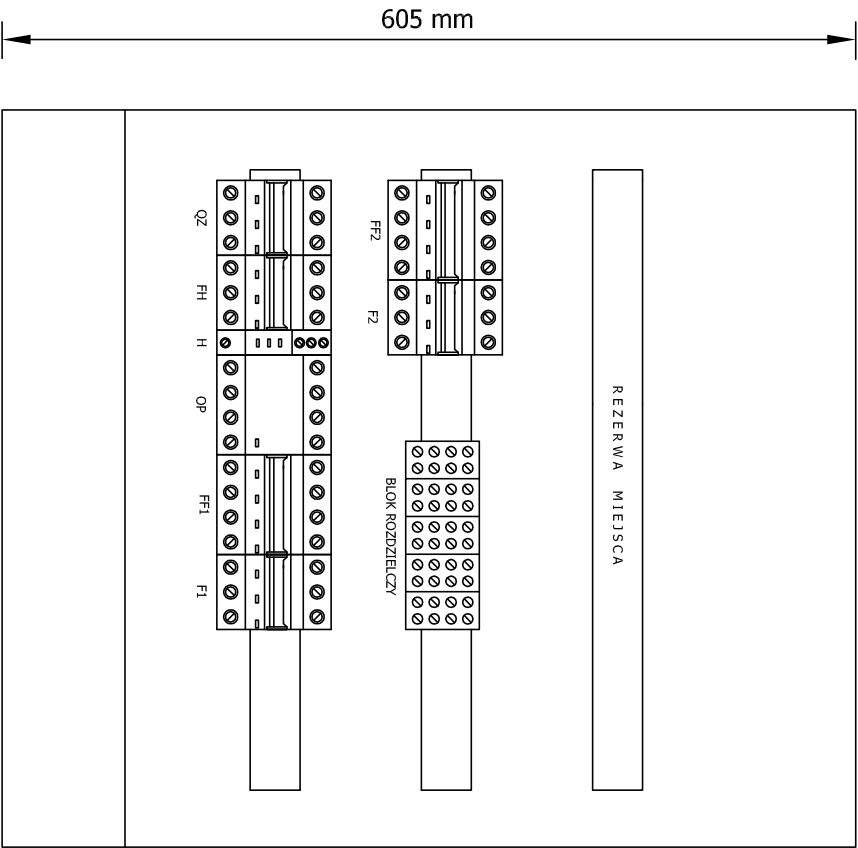 605 mm
QZ
FH
H
OP
FF1
F1
FF2
F2
BLOK ROZDZIELCZY
REZERWA MIEJSCA